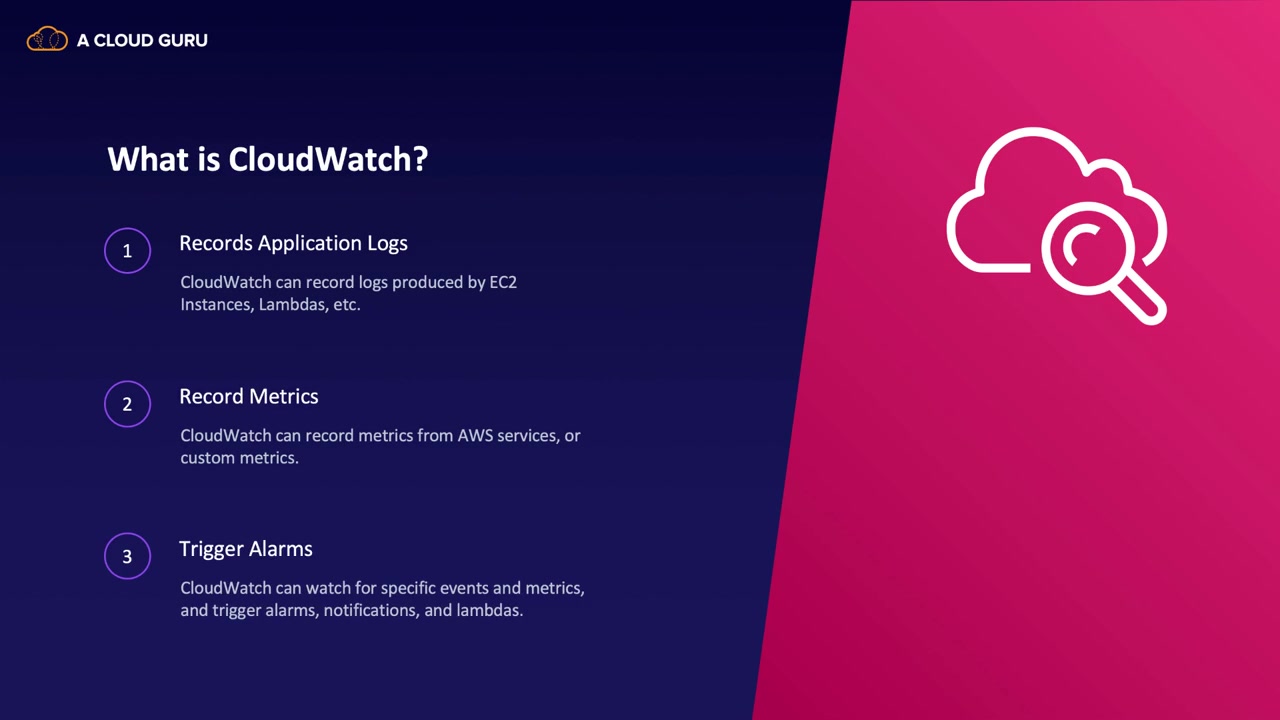 A CLOUD GURU
What is CloudWatch?
1
Records Application Logs
CloudWatch can record logs produced by EC2
Instances, Lambdas, etc.
2
Record Metrics
CloudWatch can record metrics from AWS services, or
custom metrics.
3
Trigger Alarms
CloudWatch can watch for specific events and metrics,
and trigger alarms, notifications, and lambdas.